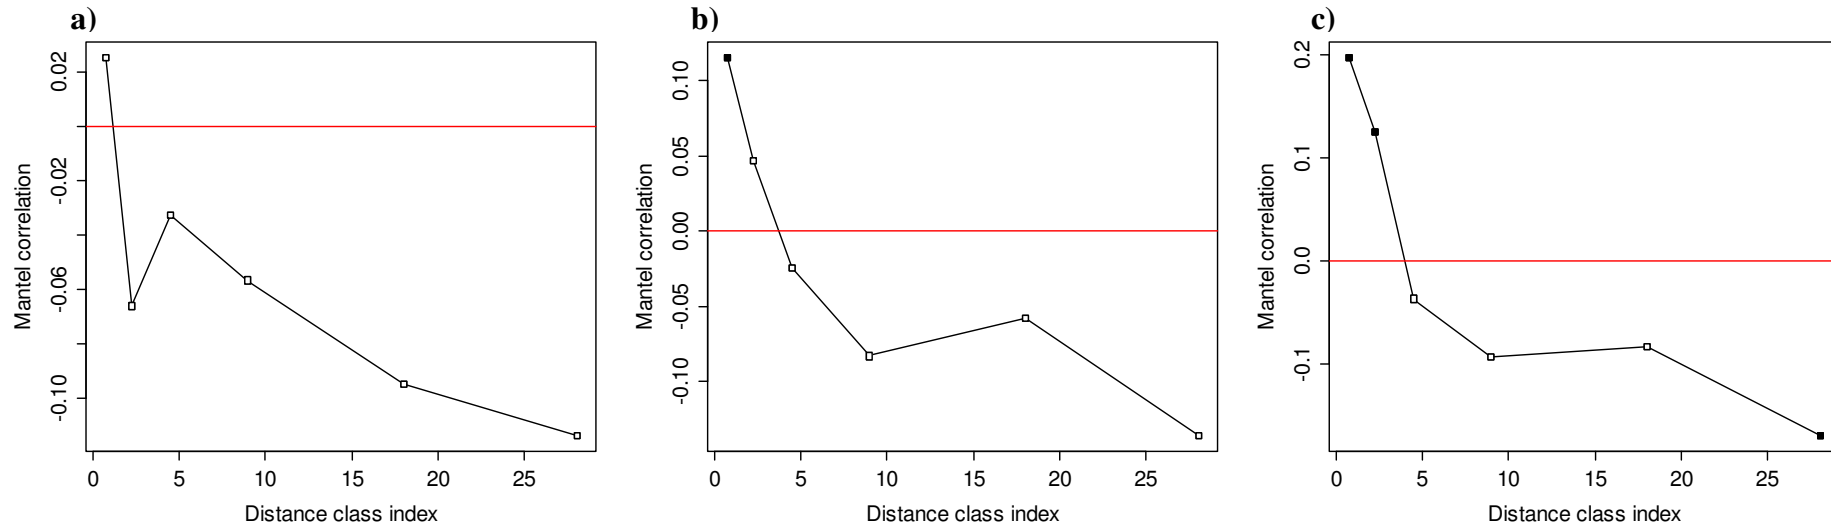 a)
0.02
-0.02
-0.06
-0.10
Mantel correlation
0 5 10 15 20 25
Distance class index
b)
0.10
0.05
0.00
-0.05
-0.10
Mantel correlation
0 5 10 15 20 25
Distance class index
c)
0.2
0.1
0.0
-0.1
Mantel correlation
0 5 10 15 20 25
Distance class index